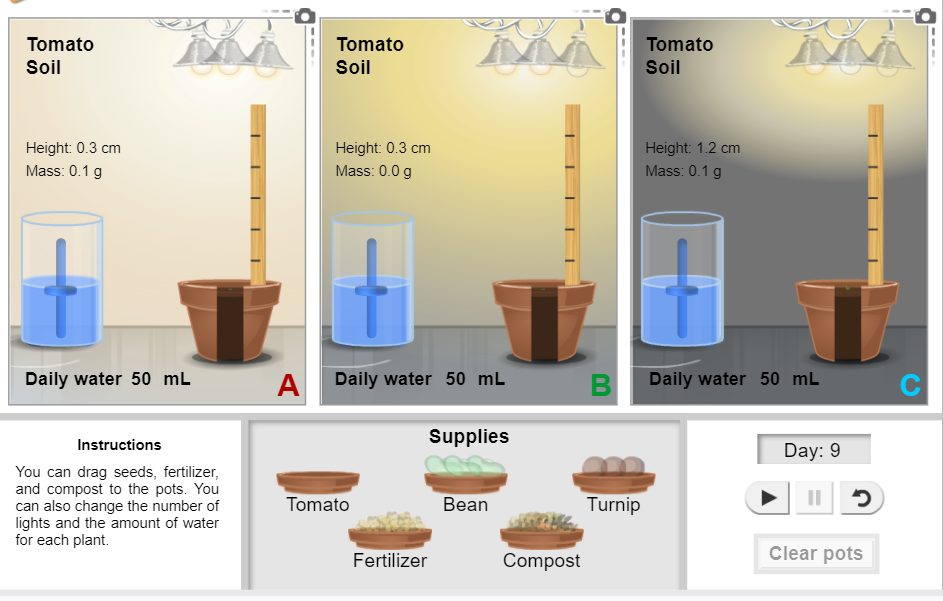 Tomato
Soil
Height: 0.3 cm
Mass: 0.1 g
Daily water 50 mL
A
Tomato
Soil
Height: 0.3 cm
Mass: 0.0 g
Daily water 50 mL
B
Tomato
Soil
Height: 1.2 cm
Mass: 0.1 g
Daily water 50 mL
C
Instructions
You can drag seeds, fertilizer,
and compost to the pots. You
can also change the number of
lights and the amount of water
for each plant.
Supplies
Tomato
Bean
Turnip
Fertilizer
Compost
Day: 9
Clear pots